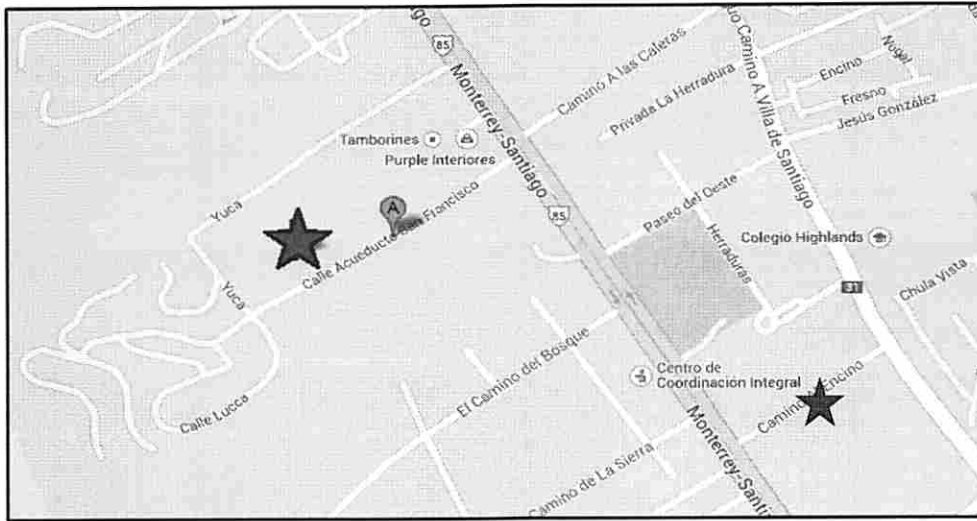 85
Monterrey-Santiago
Camino A las Caleras
Privada La Herradura
uo Camino A Villa de Santiago
Encino
Nogal
Fresno
Jesús González
Tamborines
Purple Interiores
Yuca
A
Calle Acueducto San Francisco
85
Paseo del Oeste
Herraduras
Colegio Highlands
31
Chula Vista
Yuca
Calle Lucca
El Camino del Bosque
Centro de
Coordinación Integral
Camino Encino
Camino de La Sierra
Monterrey-Santia